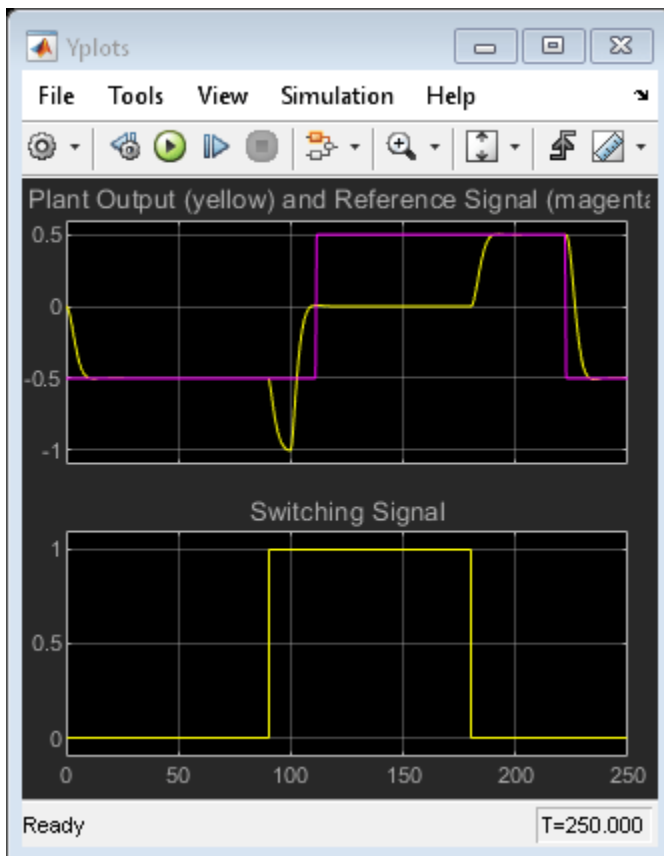 Yplots
File Tools View Simulation Help
Plant Output (yellow) and Reference Signal (magenta
0.5
0
-0.5
-1
Switching Signal
1
0.5
0
0 50 100 150 200 250
Ready T=250.000